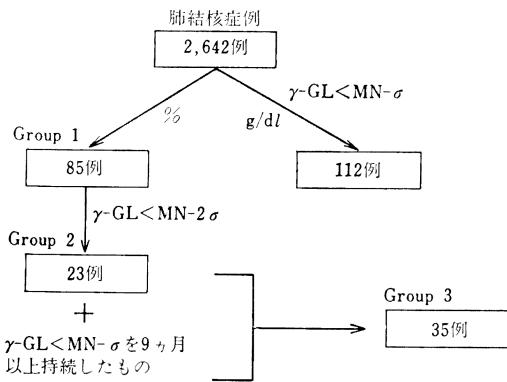 肺結核症例
2,642例
γ-GL<MN-σ
%
g/dl
Group 1
85例
112例
γ-GL<MN-2σ
Group 2
23例
+
Group 3
35例
γ-GL<MN-σを9ヵ月
以上持続したもの